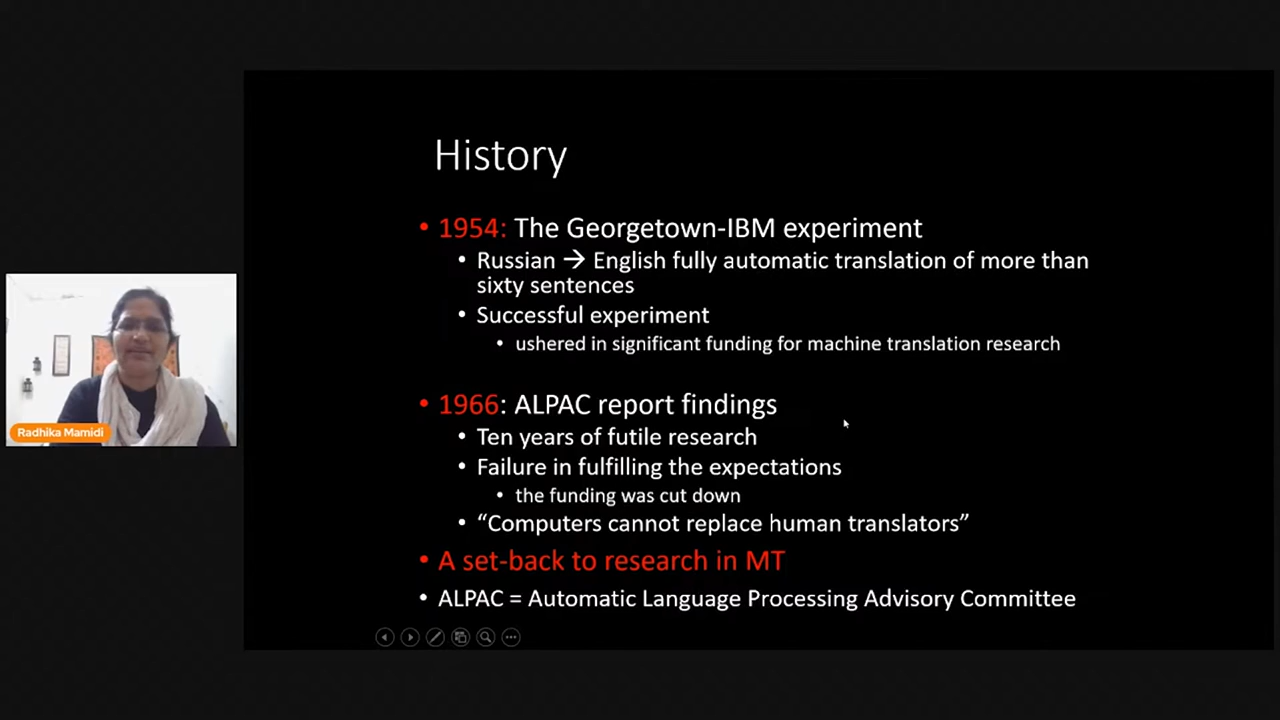 History
• 1954: The Georgetown-IBM experiment
• Russian → English fully automatic translation of more than
sixty sentences
• Successful experiment
• ushered in significant funding for machine translation research
• 1966: ALPAC report findings
• Ten years of futile research
• Failure in fulfilling the expectations
• the funding was cut down
• “Computers cannot replace human translators”
• A set-back to research in MT
• ALPAC = Automatic Language Processing Advisory Committee
Radhika Mamidi